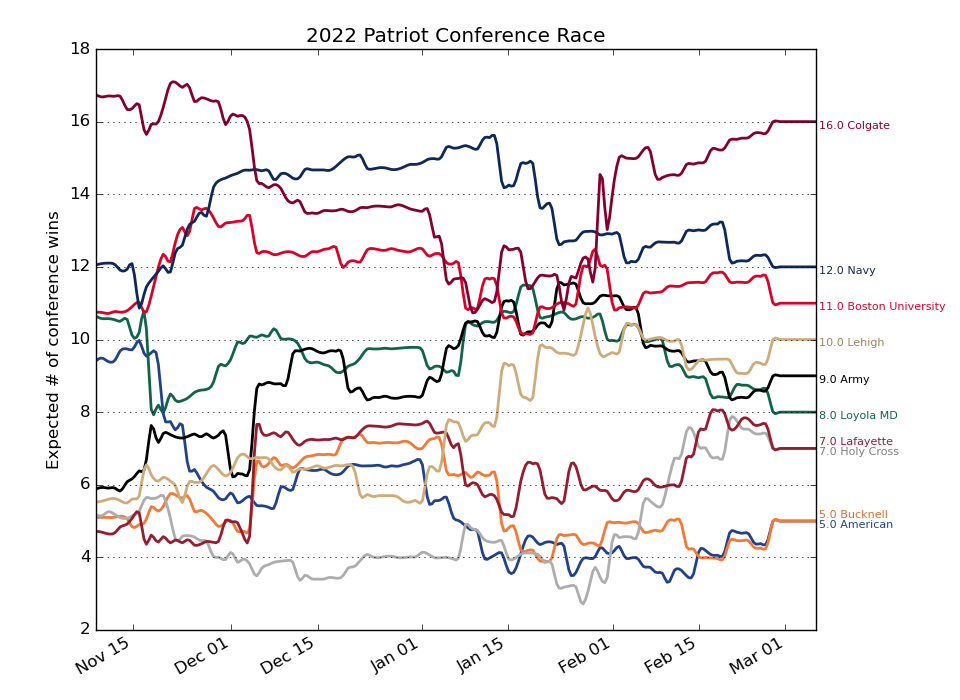 2022 Patriot Conference Race
Expected # of conference wins
18
16
14
12
10
8
6
4
2
16.0 Colgate
12.0 Navy
11.0 Boston University
10.0 Lehigh
9.0 Army
8.0 Loyola MD
7.0 Lafayette
7.0 Holy Cross
5.0 Bucknell
5.0 American
Nov 15
Dec 01
Dec 15
Jan 01
Jan 15
Feb 01
Feb 15
Mar 01